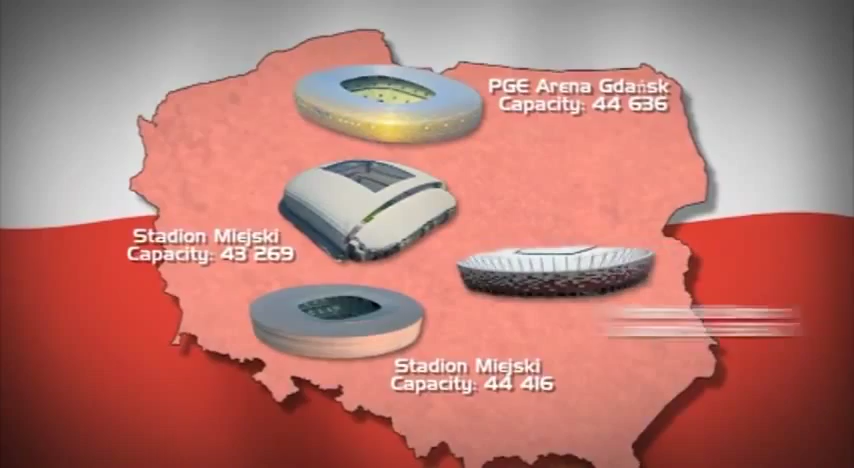 PGE Arena Gdańsk
Capacity: 44 636
Stadion Miejski
Capacity: 43 269
Stadion Miejski
Capacity: 44 416